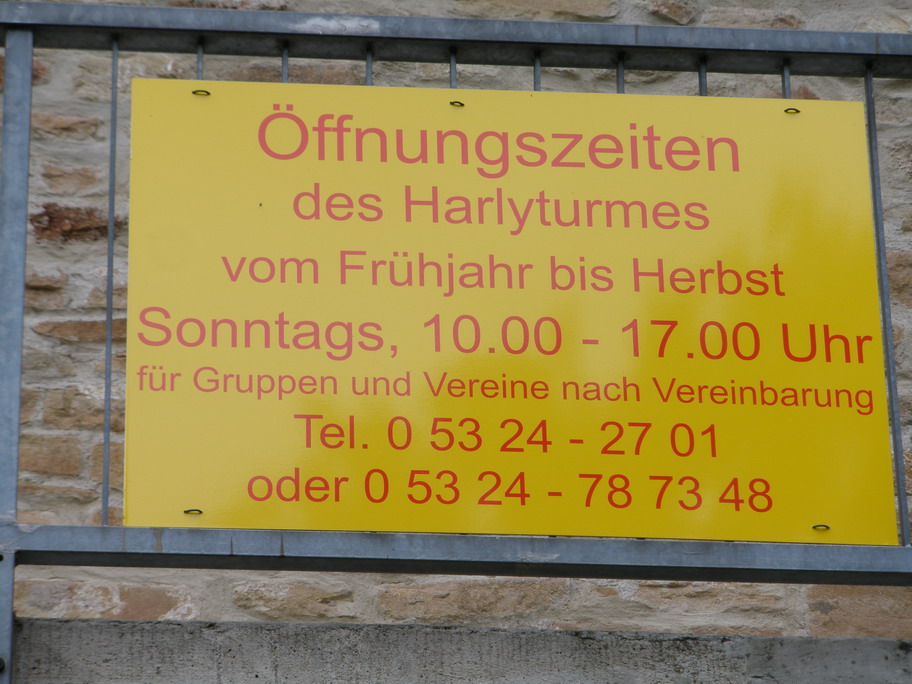 Öffnungszeiten
des Harlyturmes
vom Frühjahr bis Herbst
Sonntags, 10.00 - 17.00 Uhr
für Gruppen und Vereine nach Vereinbarung
Tel. 0 53 24 - 27 01
oder 0 53 24 - 78 73 48